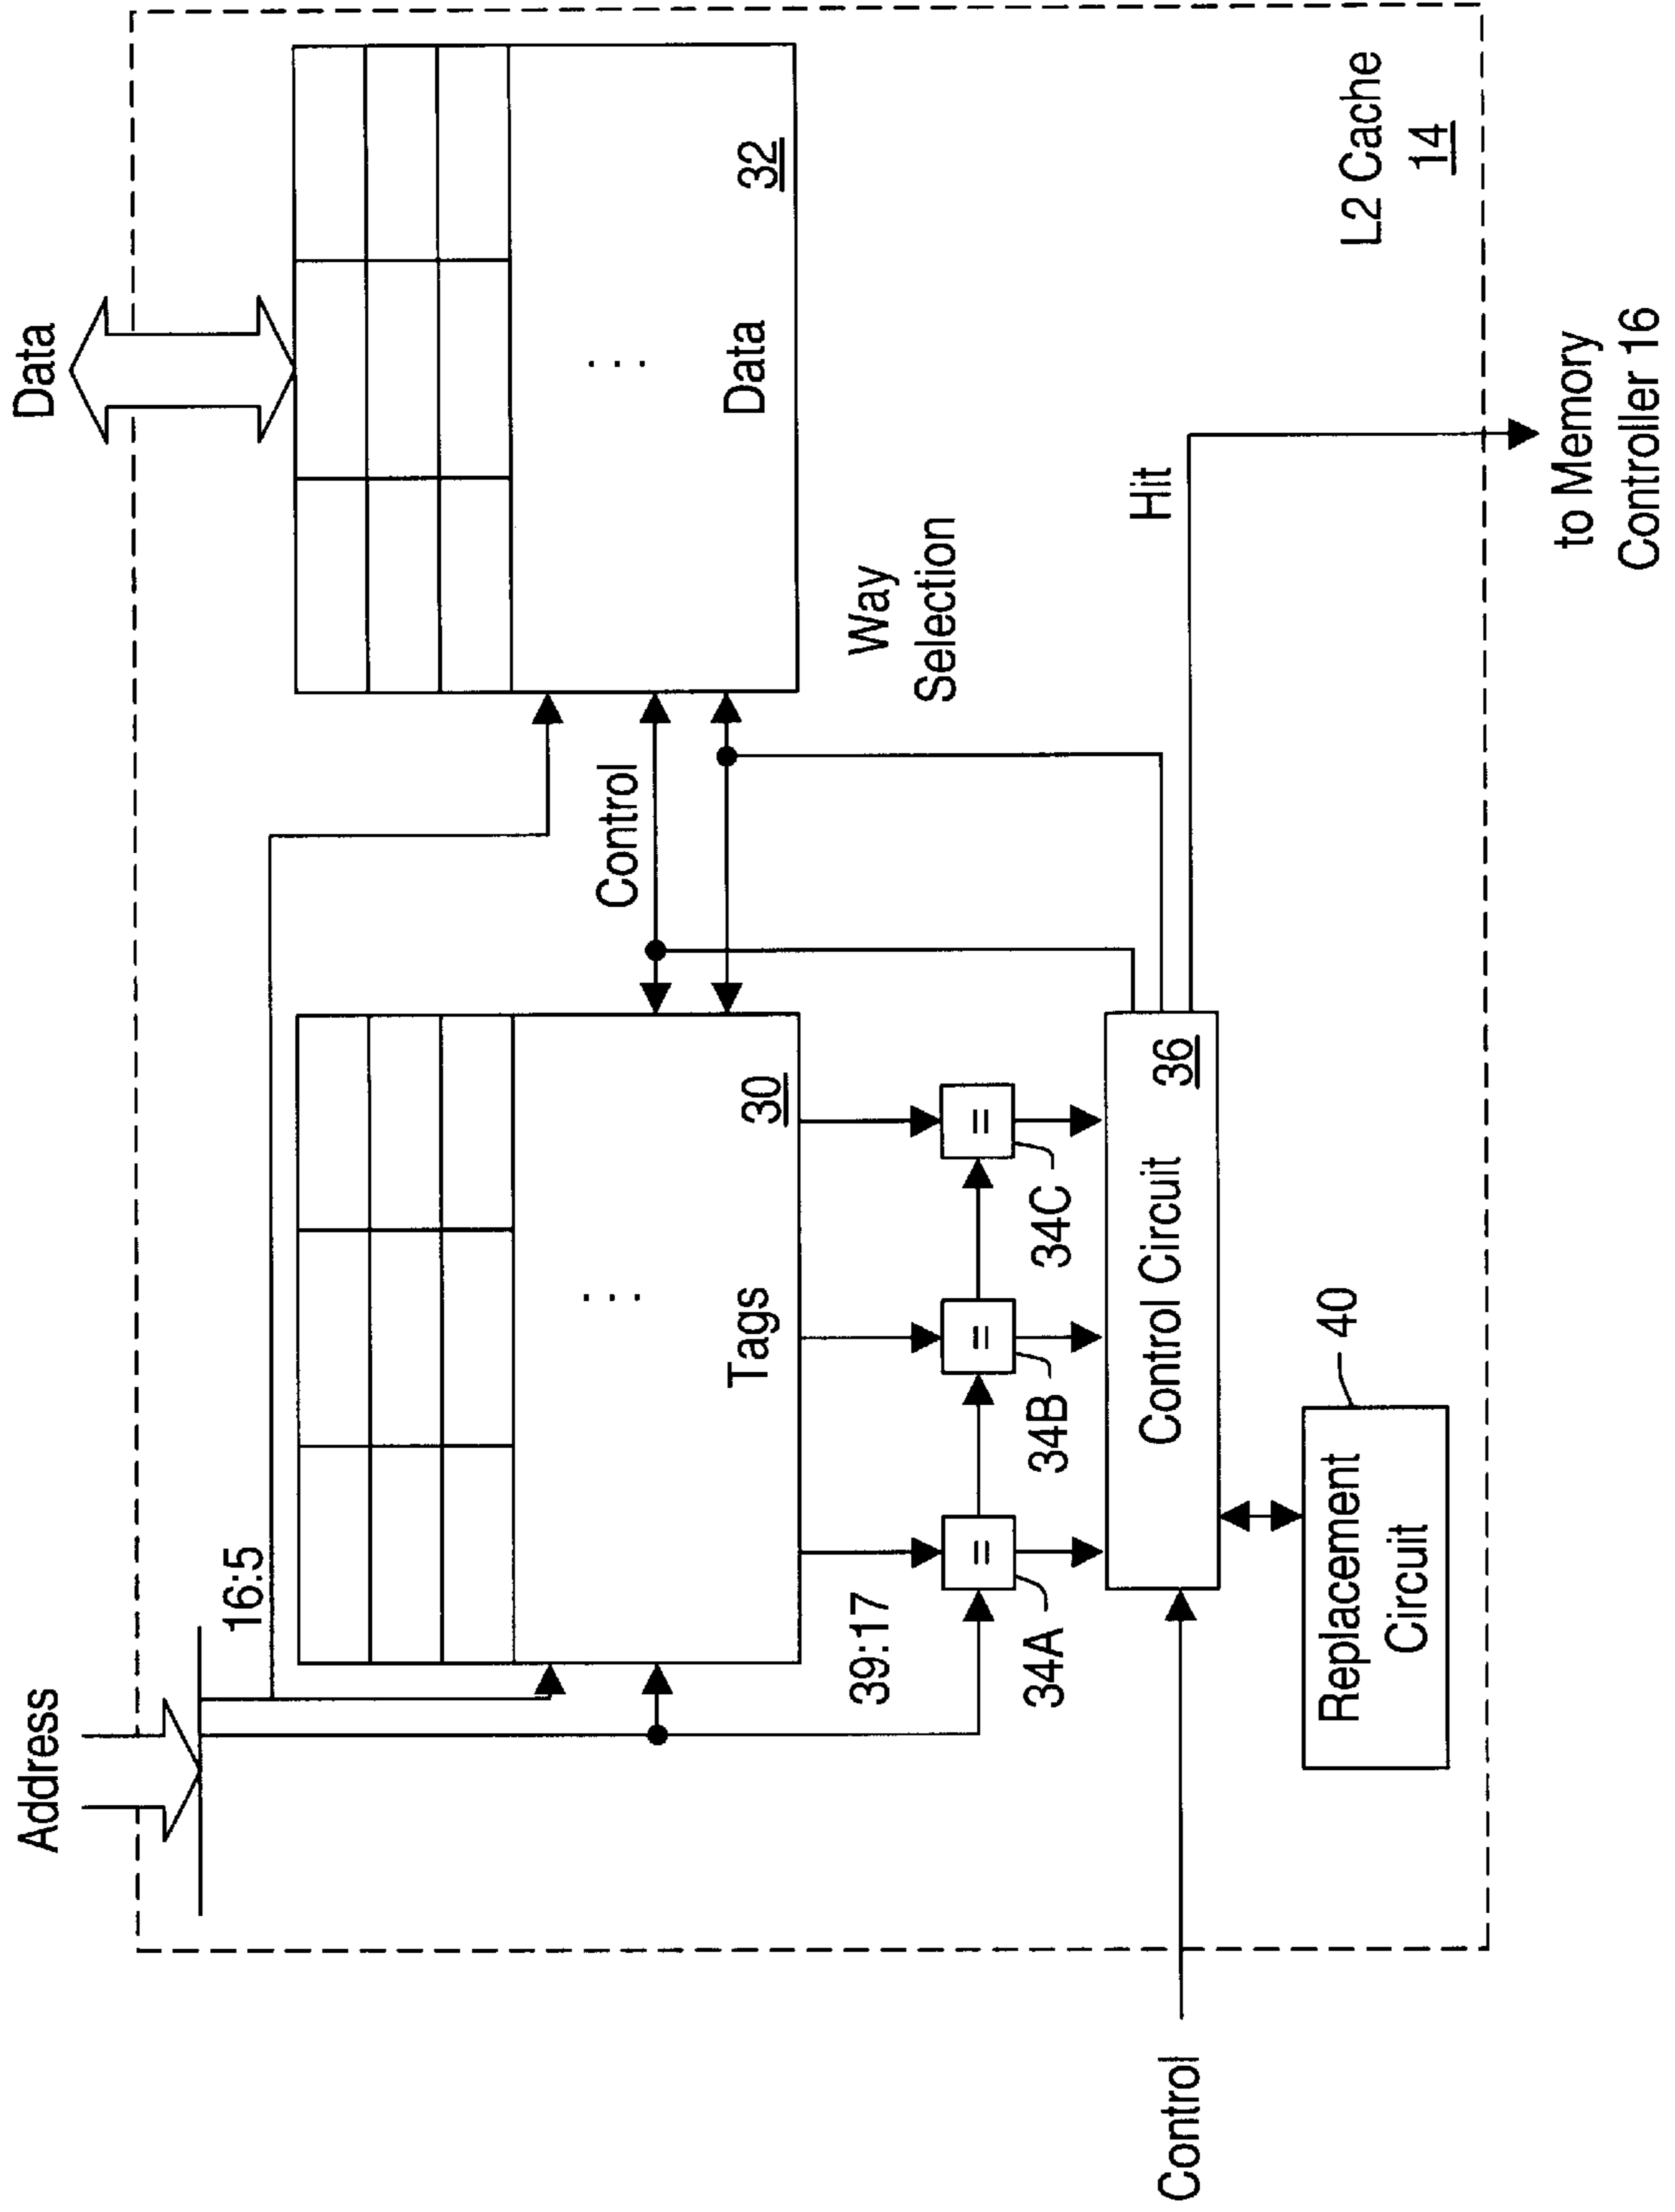 Address
Data
16:5
...
Tags
30
...
Data
32
Control
39:17
Way
Selection
=
=
=
34A
34B
34C
Control
Control Circuit
36
Hit
Replacement
Circuit
40
L2 Cache
14
to Memory
Controller 16